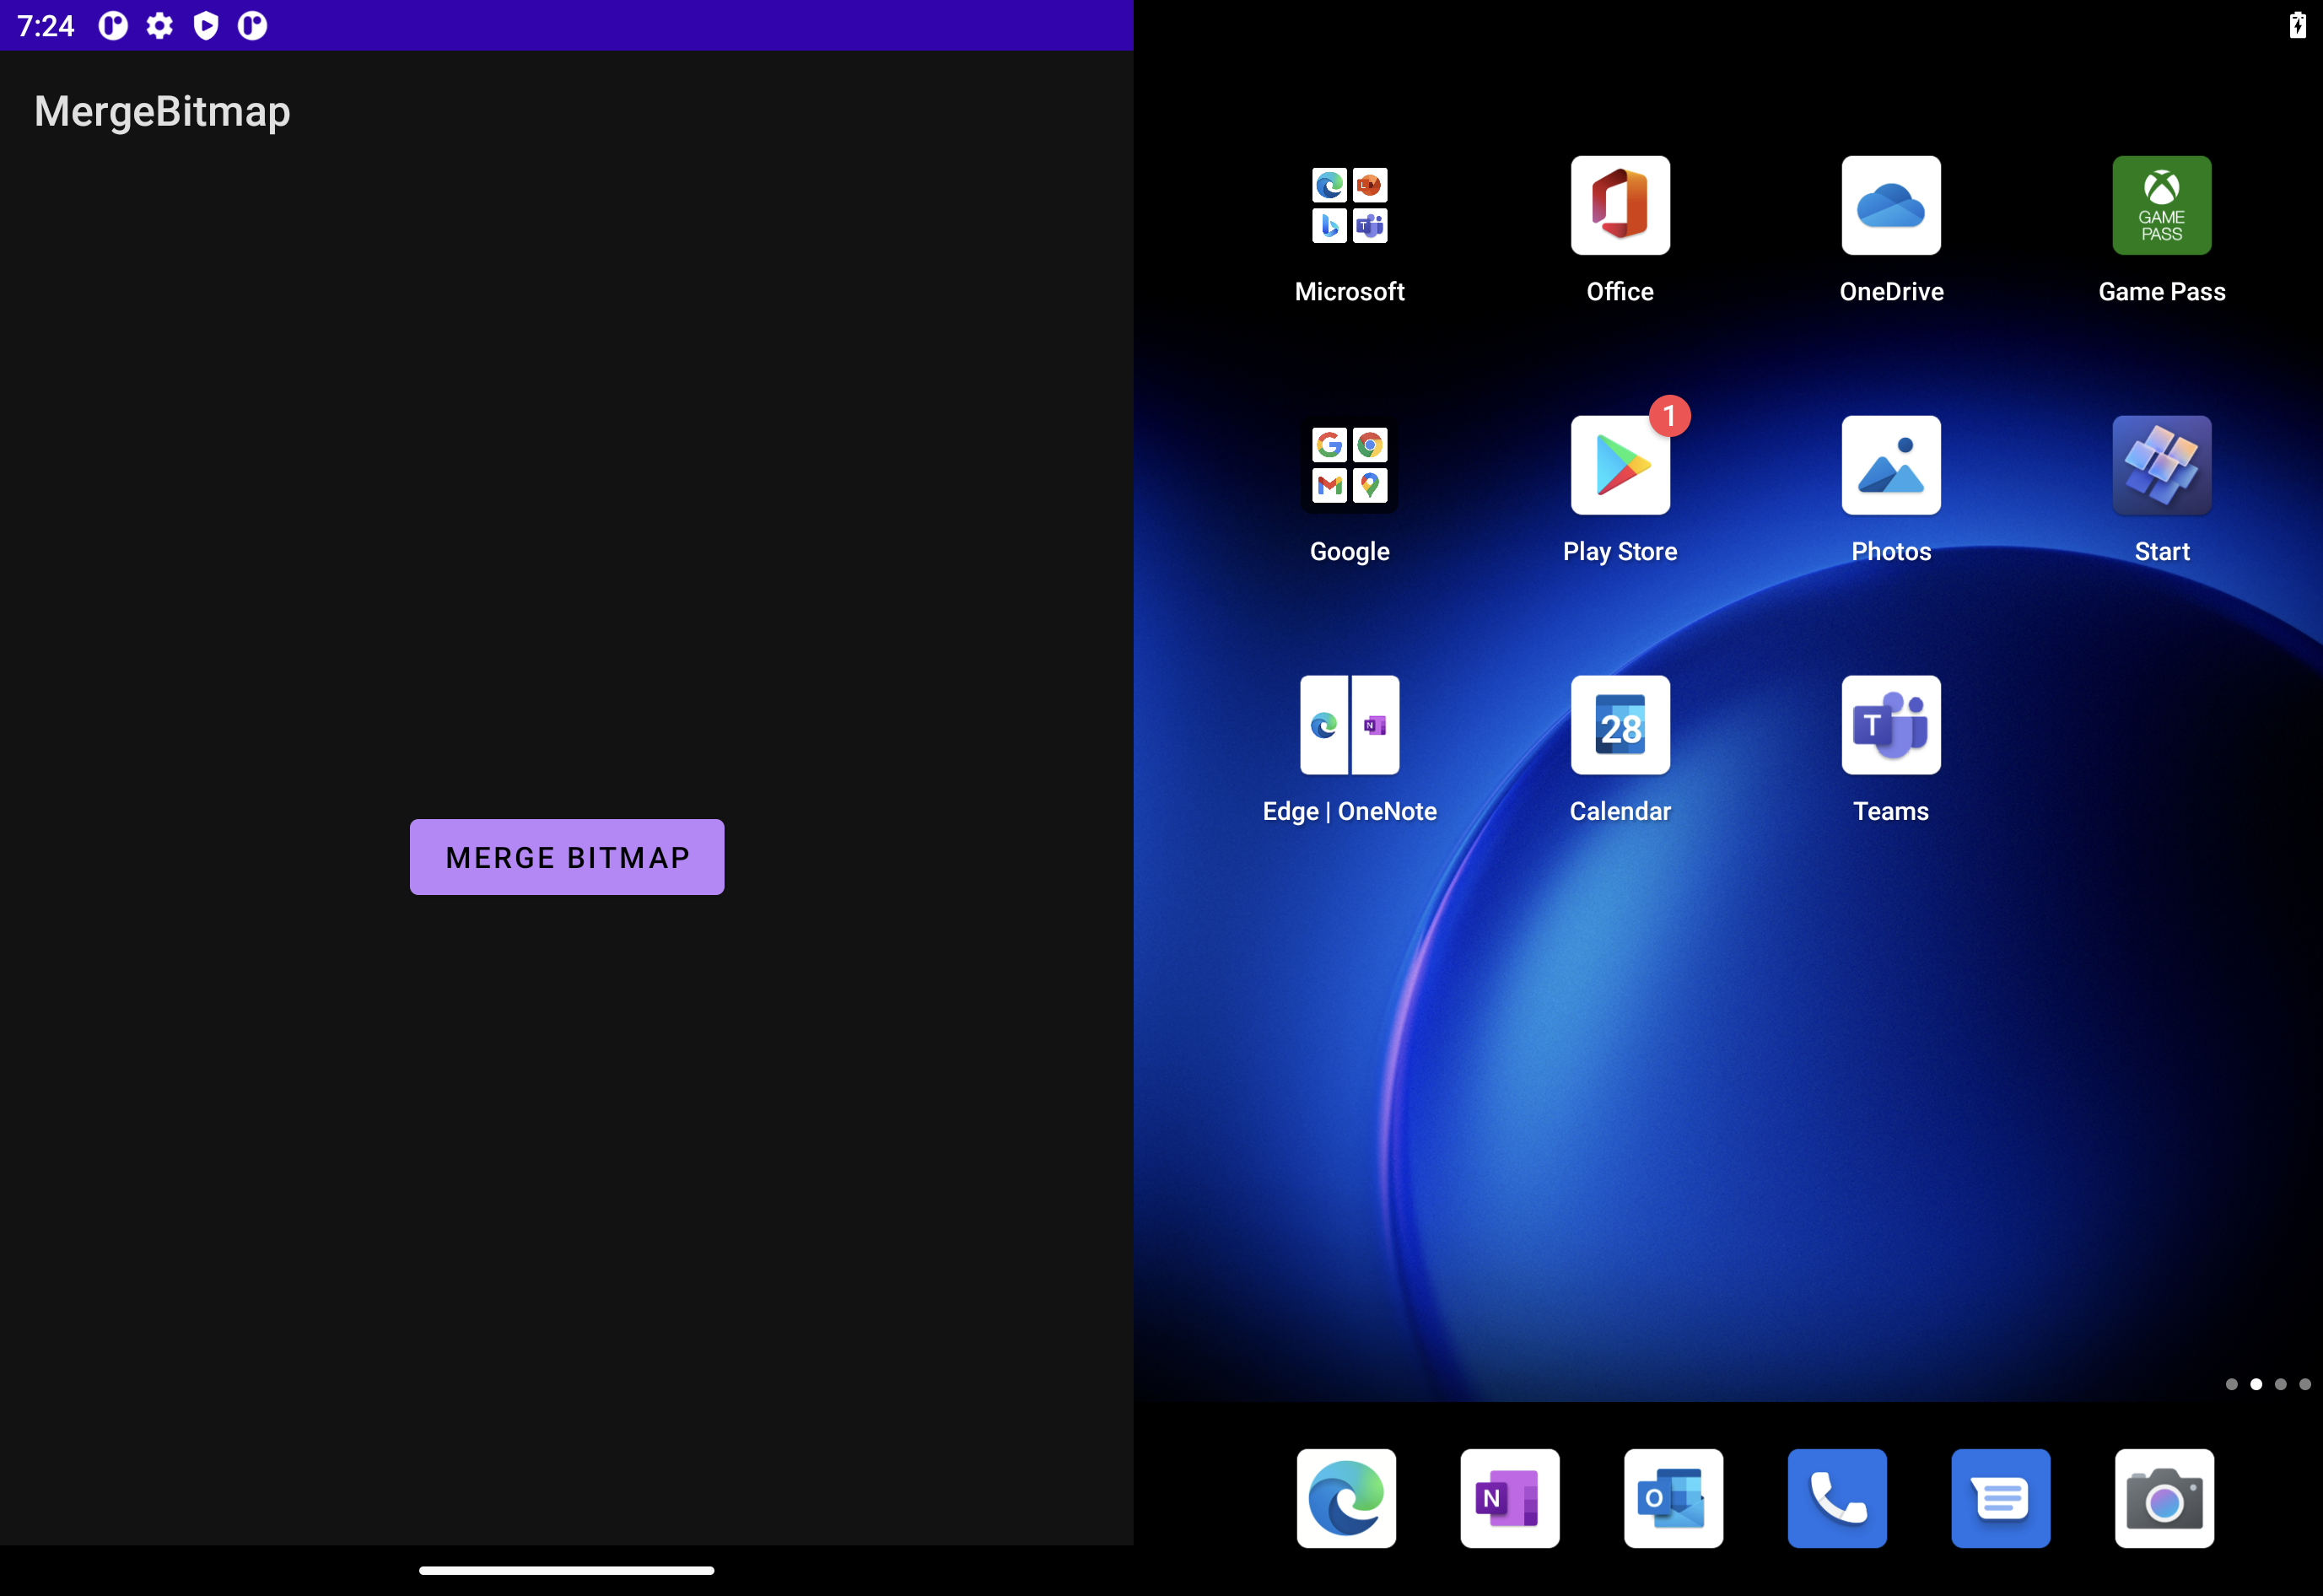 7:24
MergeBitmap
MERGE BITMAP
GAME
PASS
Microsoft
Office
OneDrive
Game Pass
1
Google
Play Store
Photos
Start
N
28
T
Edge | OneNote
Calendar
Teams
N
O